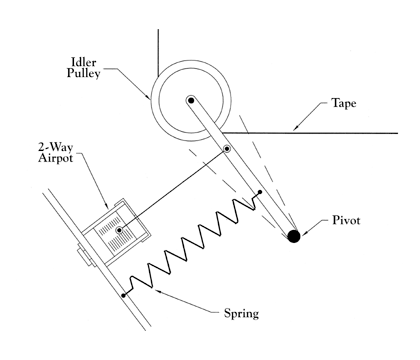 Idler
Pulley
Tape
2-Way
Airpot
Pivot
Spring